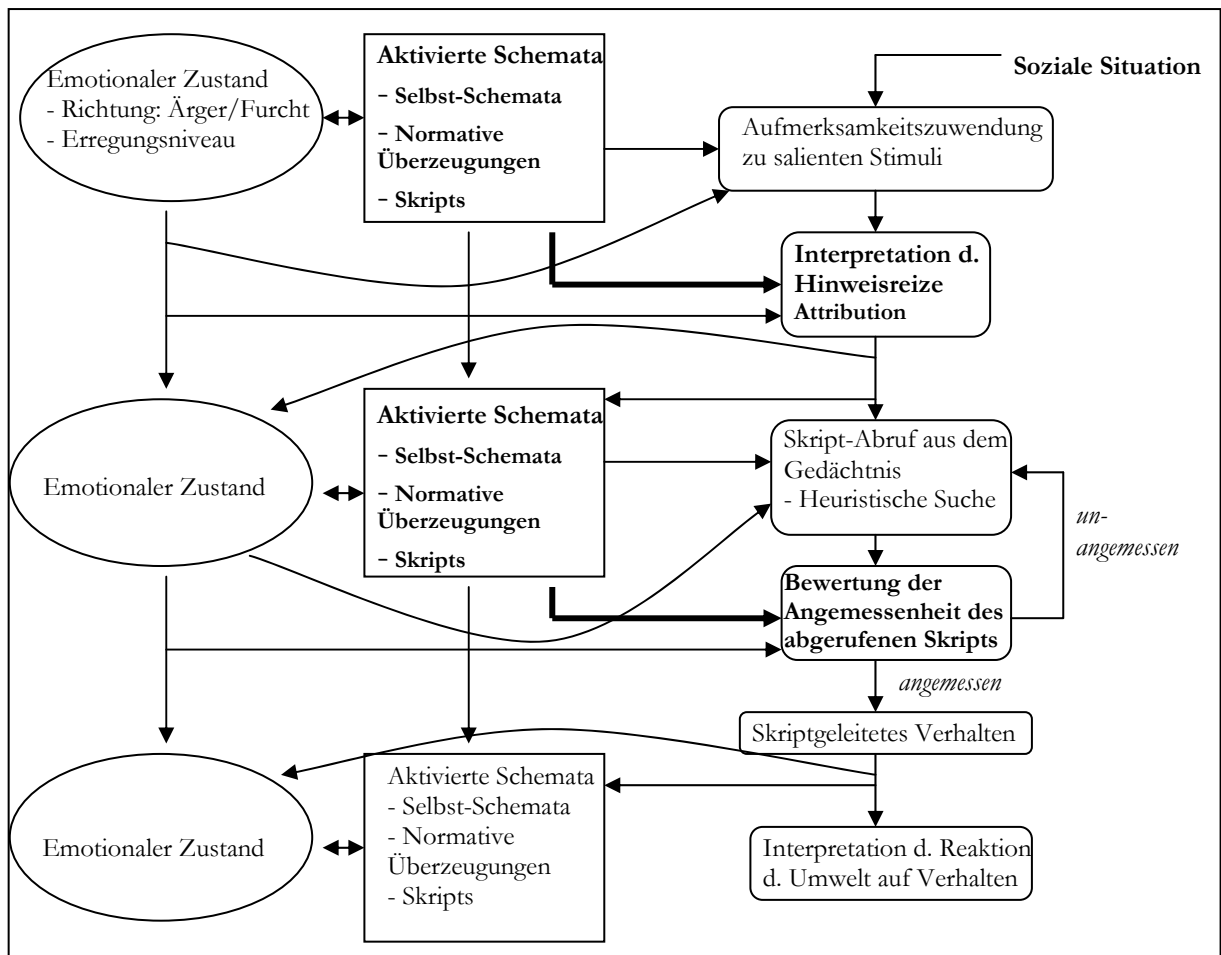 Emotionaler Zustand
- Richtung: Ärger/Furcht
- Erregungsniveau
Aktivierte Schemata
- Selbst-Schemata
- Normative
Überzeugungen
- Skripts
Soziale Situation
Aufmerksamkeitszuwendung
zu salienten Stimuli
Interpretation d.
Hinweisreize
Attribution
Emotionaler Zustand
Aktivierte Schemata
- Selbst-Schemata
- Normative
Überzeugungen
- Skripts
Skript-Abruf aus dem
Gedächtnis
- Heuristische Suche
un-
angemessen
Bewertung der
Angemessenheit des
abgerufenen Skripts
angemessen
Skriptgeleitetes Verhalten
Emotionaler Zustand
Aktivierte Schemata
- Selbst-Schemata
- Normative
Überzeugungen
- Skripts
Interpretation d. Reaktion
d. Umwelt auf Verhalten